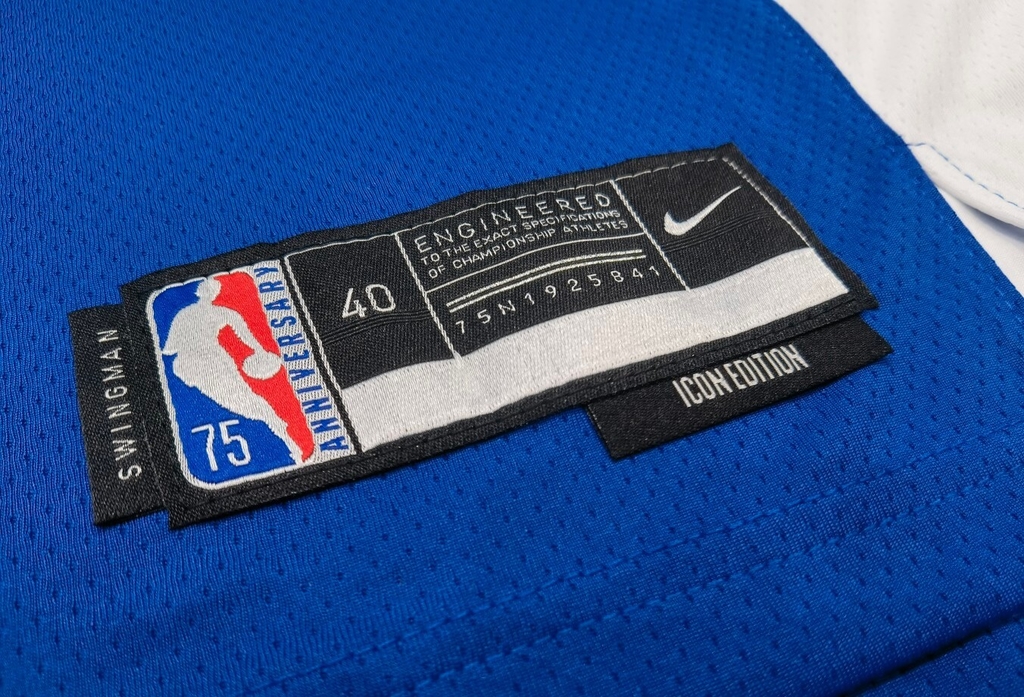 SWINGMAN
75
ANNIVERSARY
40
ENGINEERED
TO THE EXACT SPECIFICATIONS
OF CHAMPIONSHIP ATHLETES
75N1925841
ICON EDITION